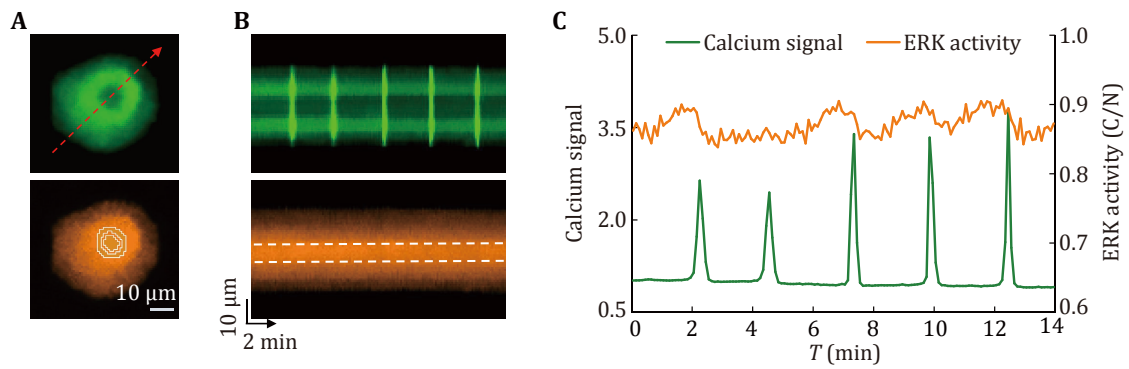 A
B
C
10 μm
10 μm
2 min
Calcium signal
ERK activity
5.0
3.5
2.0
0.5
Calcium signal
1.0
0.9
0.8
0.7
0.6
ERK activity (C/N)
0 2 4 6 8 10 12 14
T (min)